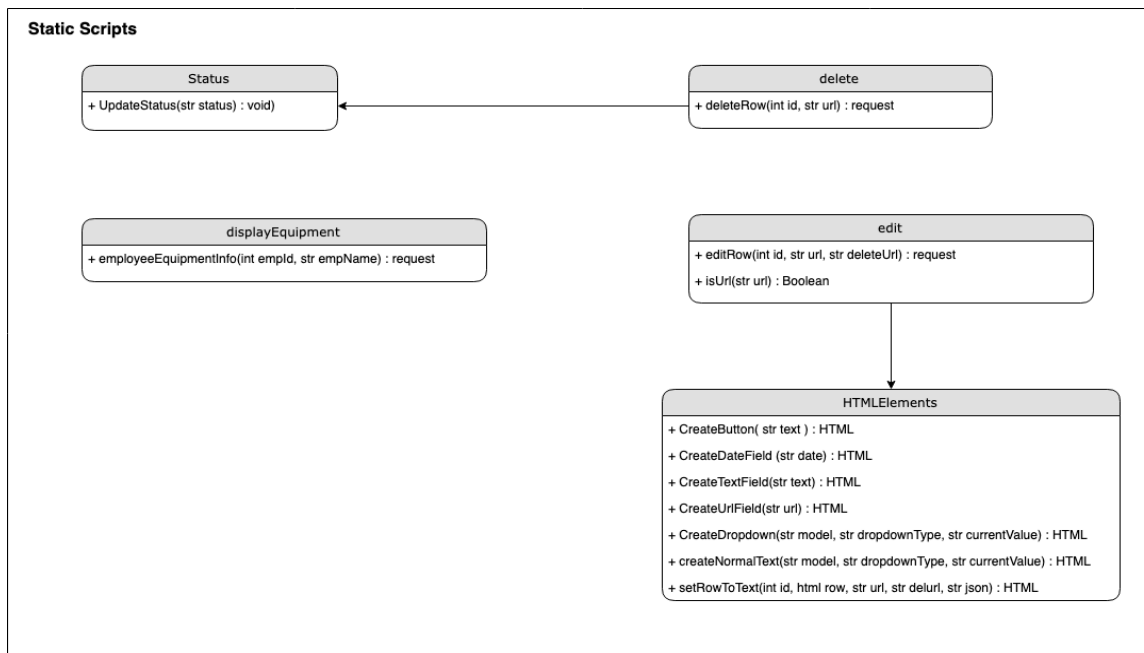 Static Scripts
Status
+ UpdateStatus(str status) : void)
delete
+ deleteRow(int id, str url) : request
displayEquipment
+ employeeEquipmentInfo(int empId, str empName) : request
edit
+ editRow(int id, str url, str deleteUrl) : request
+ isUrl(str url) : Boolean
HTMLElements
+ CreateButton( str text ) : HTML
+ CreateDateField (str date) : HTML
+ CreateTextField(str text) : HTML
+ CreateUrlField(str url) : HTML
+ CreateDropdown(str model, str dropdownType, str currentValue) : HTML
+ createNormalText(str model, str dropdownType, str currentValue) : HTML
+ setRowToText(int id, html row, str url, str delurl, str json) : HTML